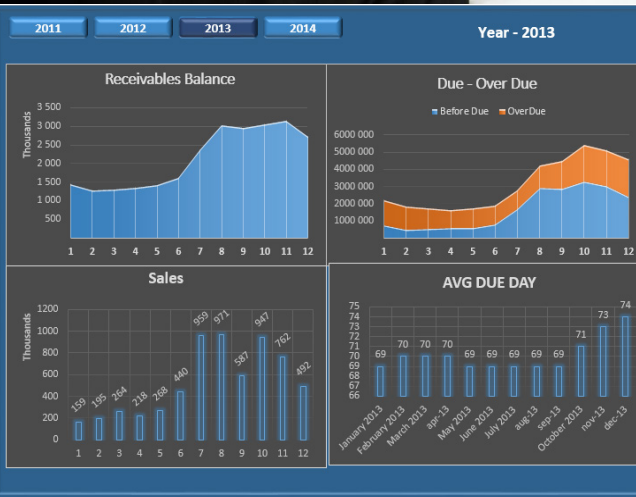 2011 2012 2013 2014 Year - 2013
Receivables Balance
Thousands
3 500
3 000
2 500
2 000
1 500
1 000
500
1 2 3 4 5 6 7 8 9 10 11 12
Due - Over Due
Before Due OverDue
6000 000
5000 000
4000 000
3000 000
2000 000
1000 000
1 2 3 4 5 6 7 8 9 10 11 12
Sales
Thousands
1200
1000
800
600
400
200
0
159 195 264 218 268 440 959 971 587 947 762 492
1 2 3 4 5 6 7 8 9 10 11 12
AVG DUE DAY
75
74
73
72
71
70
69
68
67
66
69 70 70 70 69 69 69 69 69 71 73 74
January 2013 February 2013 March 2013 apr-13 May 2013 June 2013 July 2013 aug-13 sep-13 October 2013 nov-13 dec-13